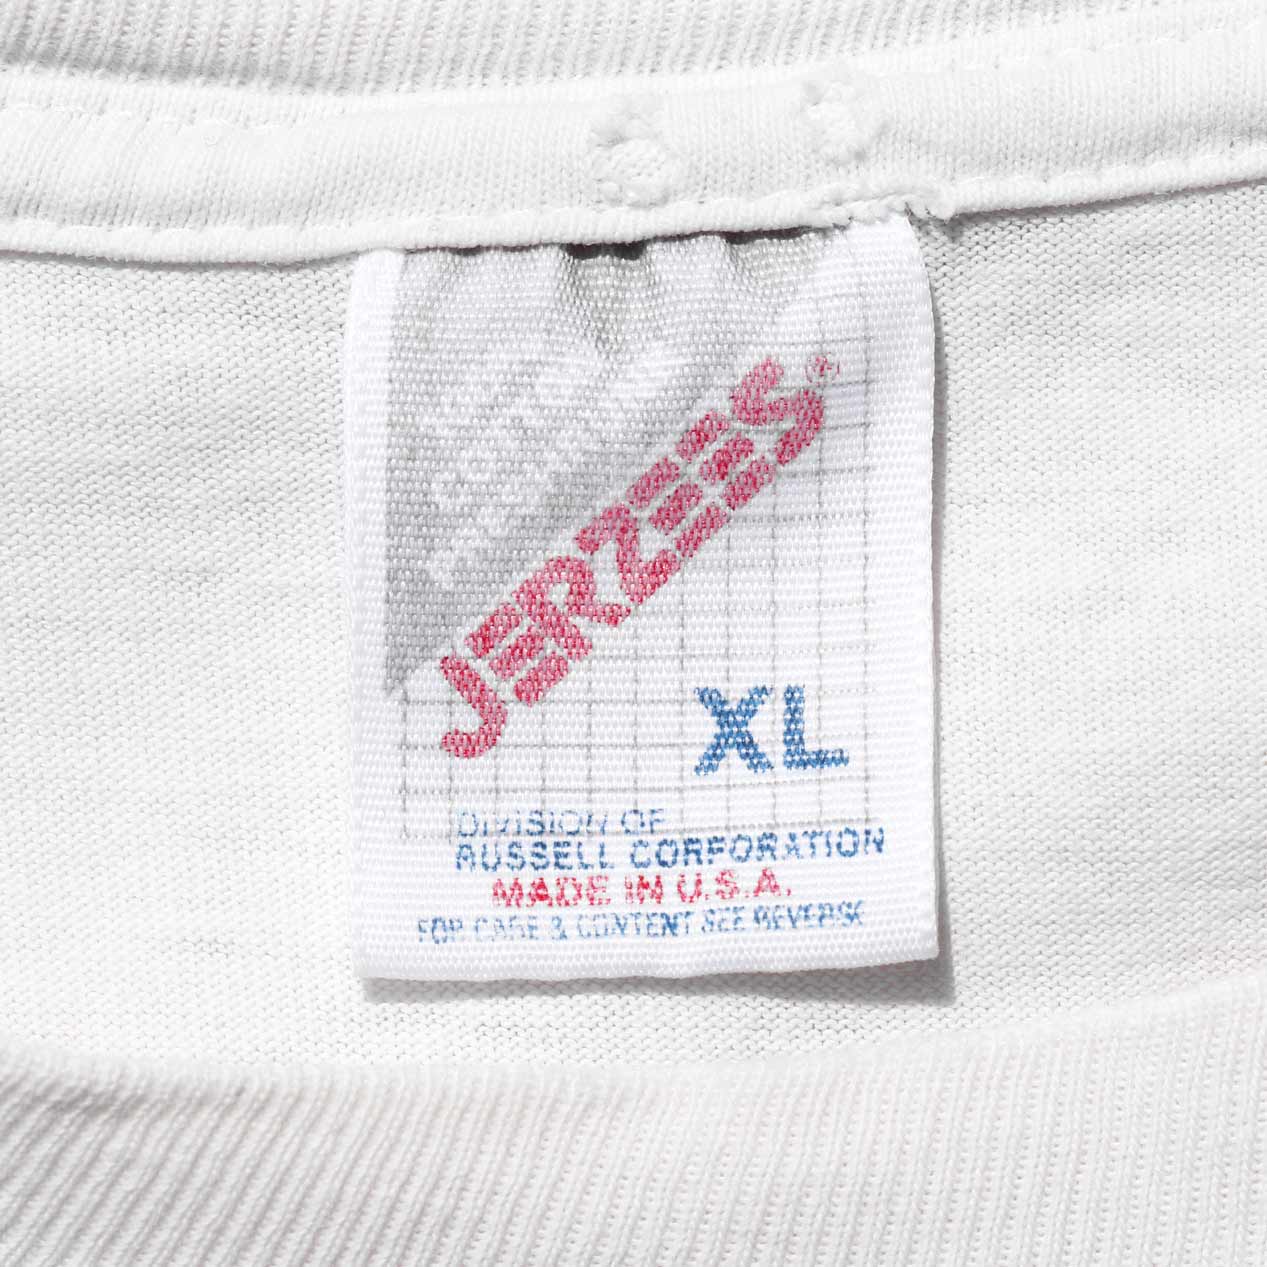 JERZEES®
XL
DIVISION OF
RUSSELL CORPORATION
MADE IN U.S.A.
FOR CARE & CONTENT SEE REVERSE